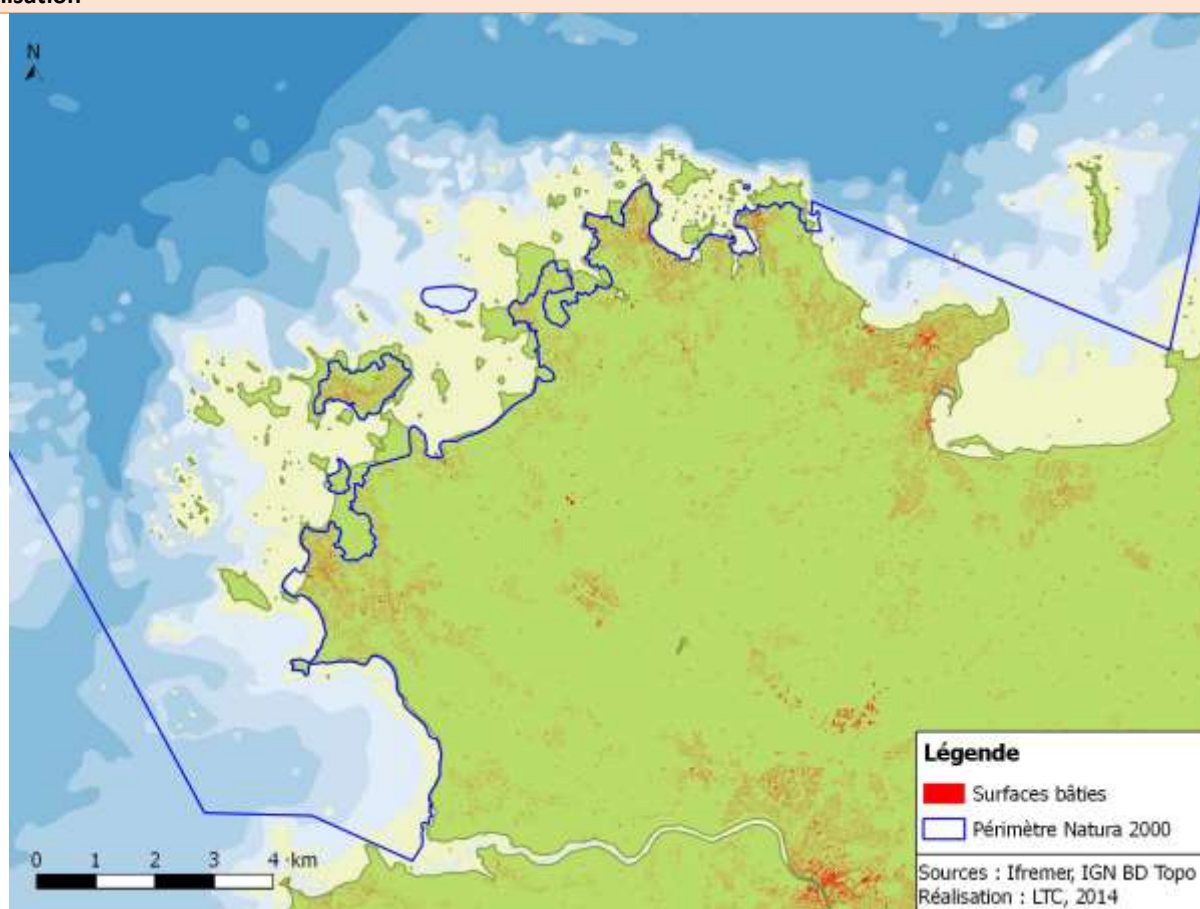 lisation
N
0 1 2 3 4 km
Légende
Surfaces bâties
Périmètre Natura 2000
Sources : Ifremer, IGN BD Topo
Réalisation : LTC, 2014